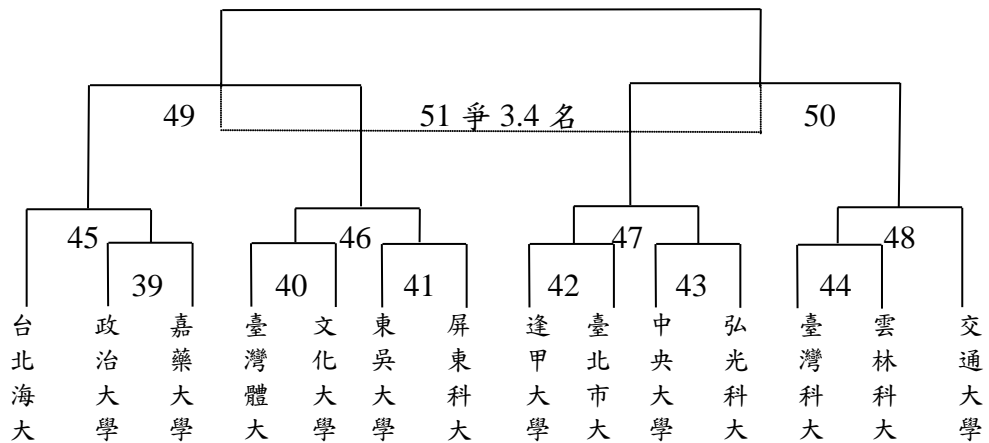 49
51 爭 3.4 名
50
45
46
47
48
39
40
41
42
43
44
台北海大
政治大學
嘉藥大學
臺灣體大
文化大學
東吳大學
屏東科大
逢甲大學
臺北市大
中央大學
弘光科大
臺灣科大
雲林科大
交通大學